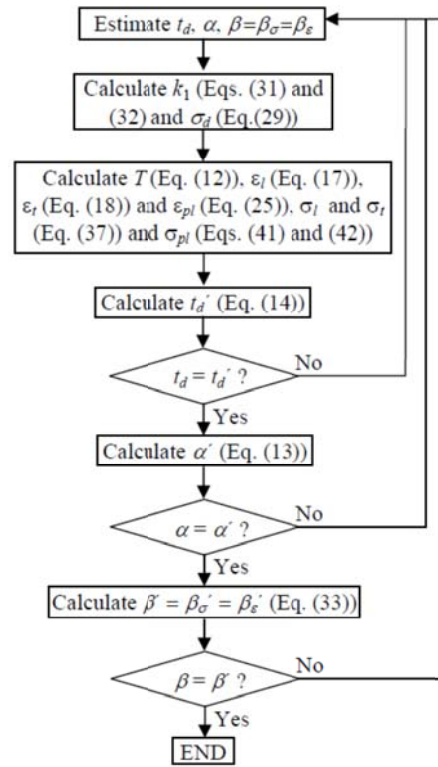 Estimate t_d, α, β=β_σ=β_ε
Calculate k_1 (Eqs. (31) and
(32) and σ_d (Eq.(29))
Calculate T (Eq. (12)), ε_l (Eq. (17)),
ε_t (Eq. (18)) and ε_pl (Eq. (25)), σ_l and σ_t
(Eq. (37)) and σ_pl (Eqs. (41) and (42))
Calculate t_d′ (Eq. (14))
t_d = t_d′ ?
No
Yes
Calculate α′ (Eq. (13))
α = α′ ?
No
Yes
Calculate β′ = β_σ′ = β_ε′ (Eq. (33))
β = β′ ?
No
Yes
END